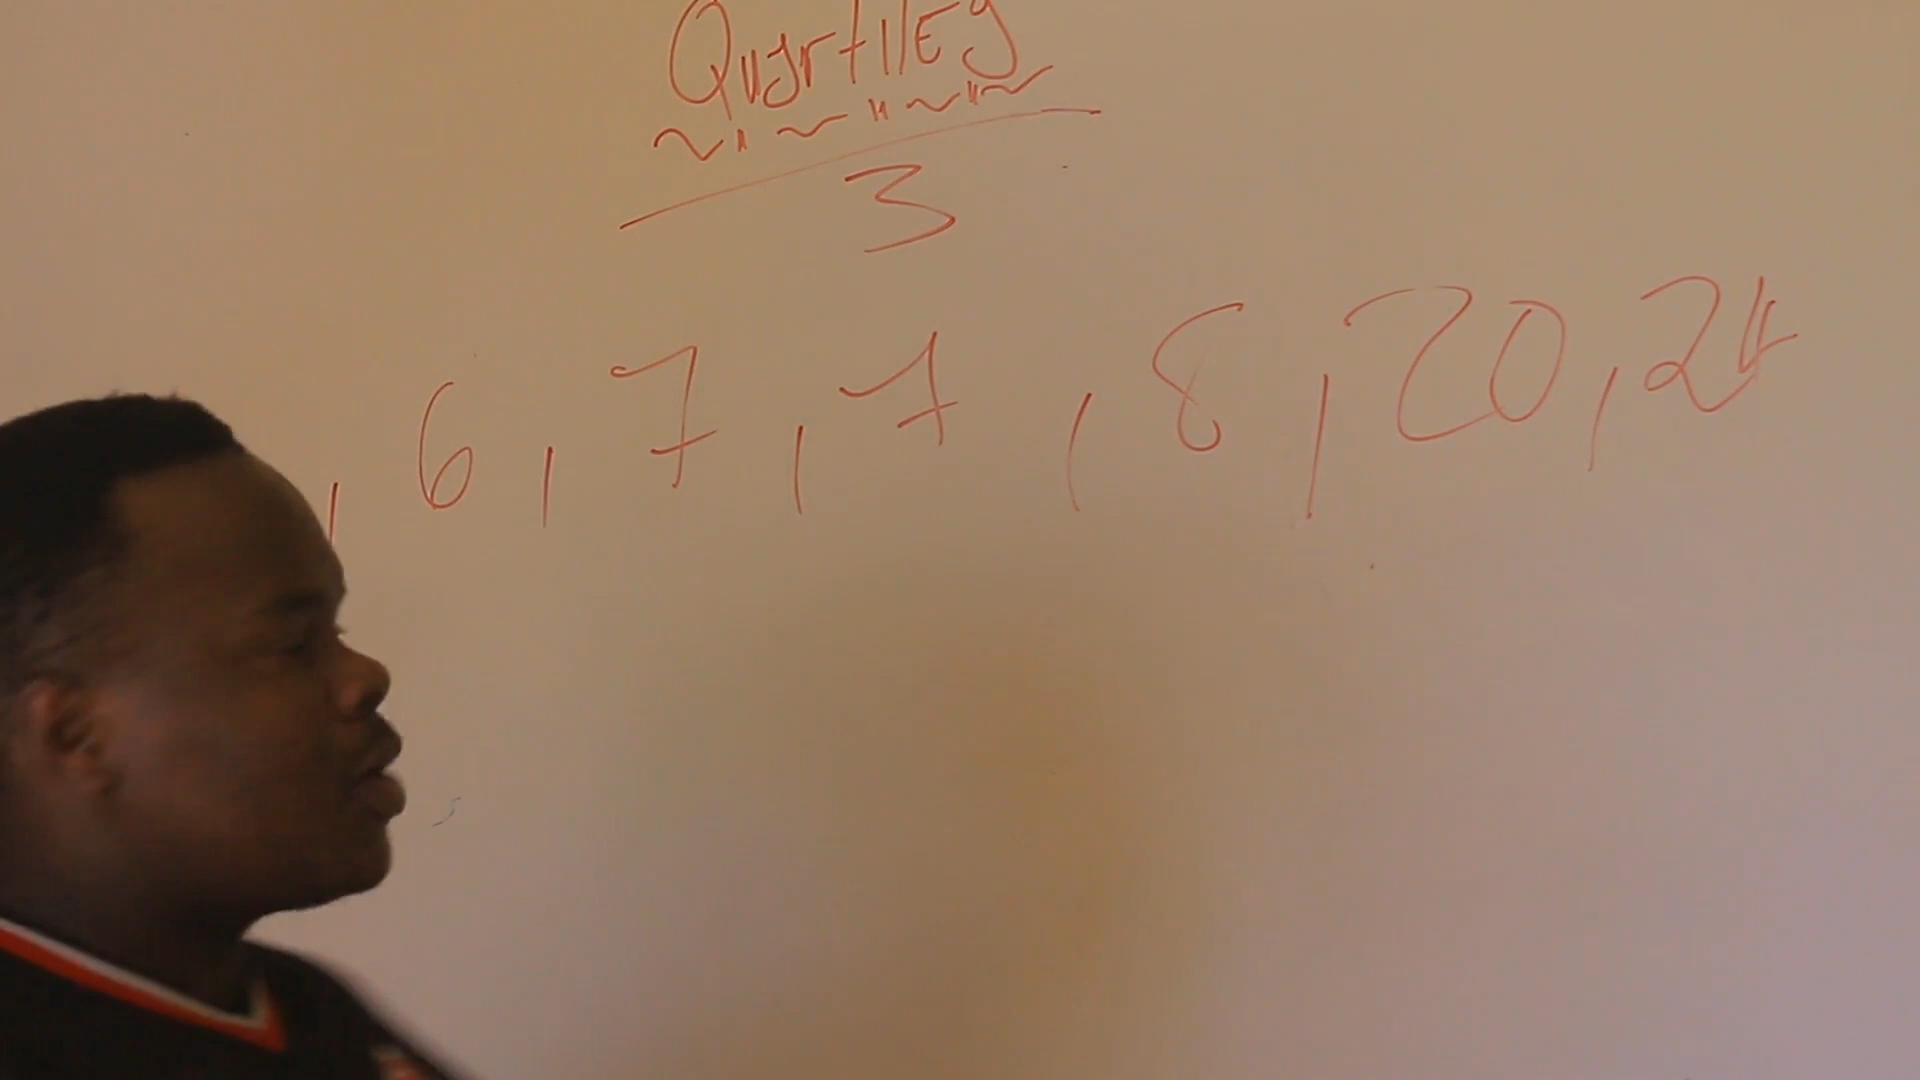 Quartiles
3
, 6, 7, 7, 8, 20, 24